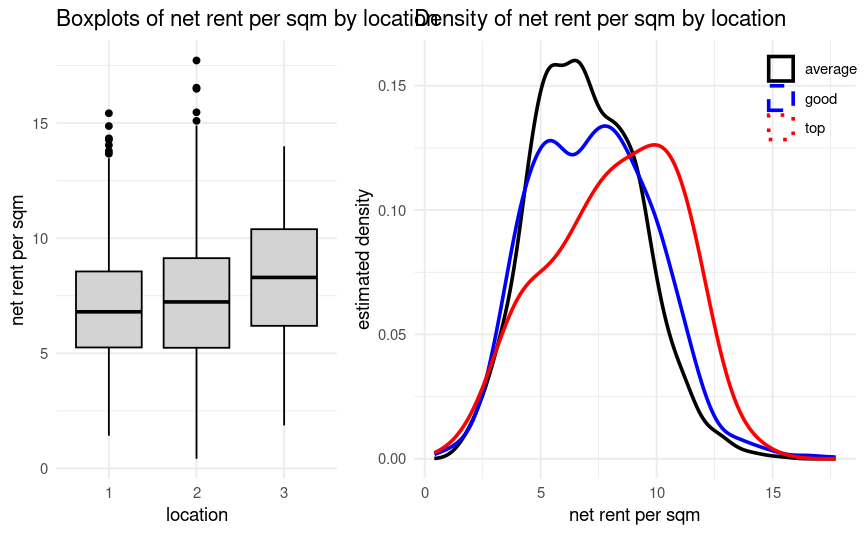 Boxplots of net rent per sqm by location
Density of net rent per sqm by location
net rent per sqm
15
10
5
0
1 2 3
location
estimated density
0.15
0.10
0.05
0.00
0 5 10 15
net rent per sqm
average
good
top